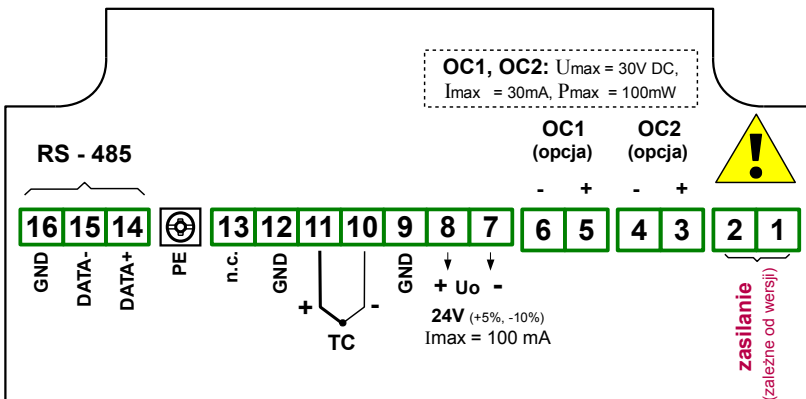 OC1, OC2: Umax = 30V DC,
Imax = 30mA, Pmax = 100mW
OC1
(opcja)
OC2
(opcja)
- +
- +
!
RS - 485
16 15 14
13 12 11 10 9 8 7
6 5
4 3
2 1
GND
DATA-
DATA+
PE
n.c.
GND
+ -
TC
GND
+ Uo -
24V (+5%, -10%)
Imax = 100 mA
zasilanie
(zależne od wersji)